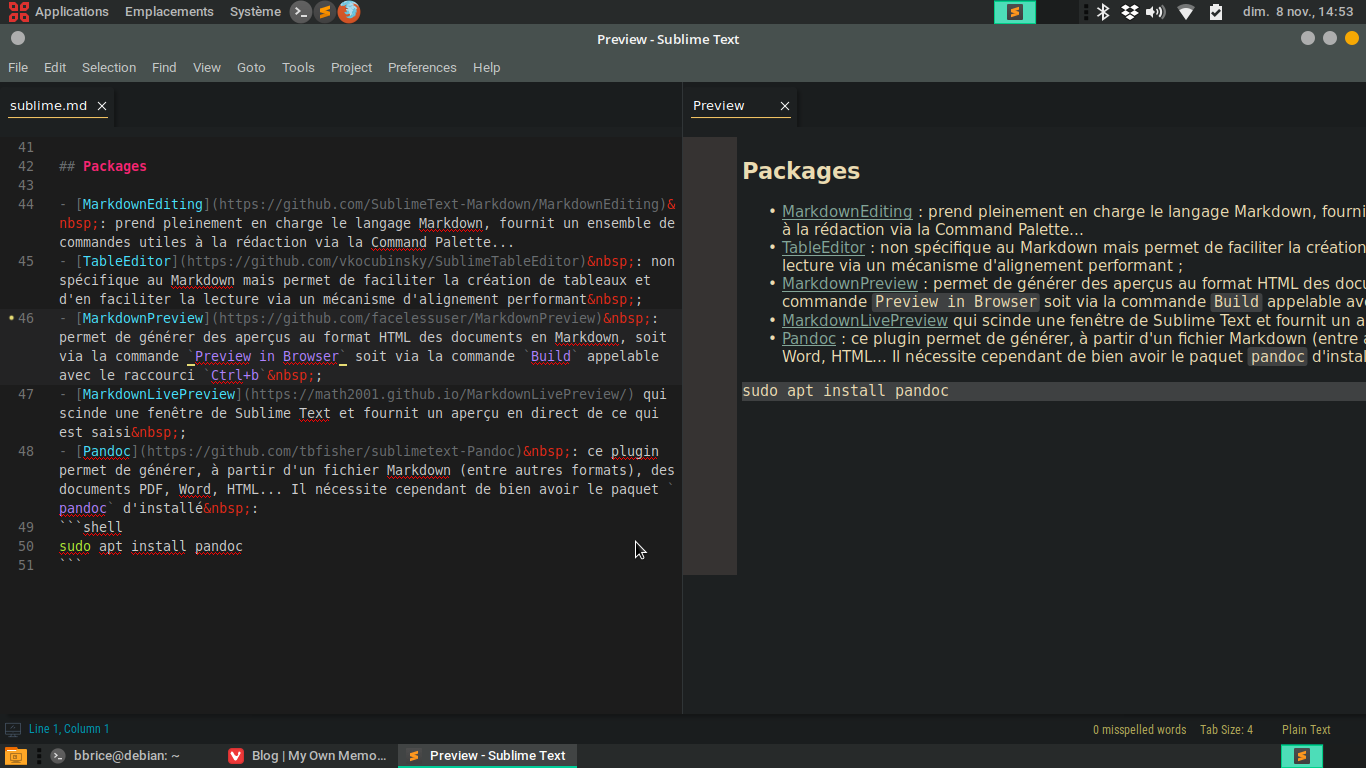 Applications Emplacements Système dim. 8 nov., 14:53
Preview - Sublime Text
File Edit Selection Find View Goto Tools Project Preferences Help
sublime.md
41
42 ## Packages
43
44 - [MarkdownEditing](https://github.com/SublimeText-Markdown/MarkdownEditing)&
nbsp;: prend pleinement en charge le langage Markdown, fournit un ensemble de
commandes utiles à la rédaction via la Command Palette...
45 - [TableEditor](https://github.com/vkocubinsky/SublimeTableEditor)&nbsp;: non
spécifique au Markdown mais permet de faciliter la création de tableaux et
d'en faciliter la lecture via un mécanisme d'alignement performant&nbsp;;
46 - [MarkdownPreview](https://github.com/facelessuser/MarkdownPreview)&nbsp;:
permet de générer des aperçus au format HTML des documents en Markdown, soit
via la commande `Preview in Browser` soit via la commande `Build` appelable
avec le raccourci `Ctrl+b`&nbsp;;
47 - [MarkdownLivePreview](https://math2001.github.io/MarkdownLivePreview/) qui
scinde une fenêtre de Sublime Text et fournit un aperçu en direct de ce qui
est saisi&nbsp;;
48 - [Pandoc](https://github.com/tbfisher/sublimetext-Pandoc)&nbsp;: ce plugin
permet de générer, à partir d'un fichier Markdown (entre autres formats), des
documents PDF, Word, HTML... Il nécessite cependant de bien avoir le paquet `
pandoc` d'installé&nbsp;:
49 ```shell
50 sudo apt install pandoc
51 ```
Preview
Packages
• MarkdownEditing : prend pleinement en charge le langage Markdown, fourni
à la rédaction via la Command Palette...
• TableEditor : non spécifique au Markdown mais permet de faciliter la création
lecture via un mécanisme d'alignement performant ;
• MarkdownPreview : permet de générer des aperçus au format HTML des docu
commande Preview in Browser soit via la commande Build appelable ave
• MarkdownLivePreview qui scinde une fenêtre de Sublime Text et fournit un a
• Pandoc : ce plugin permet de générer, à partir d'un fichier Markdown (entre a
Word, HTML... Il nécessite cependant de bien avoir le paquet pandoc d'instal
sudo apt install pandoc
Line 1, Column 1 0 misspelled words Tab Size: 4 Plain Text
bbrice@debian: ~ Blog | My Own Memo... Preview - Sublime Text